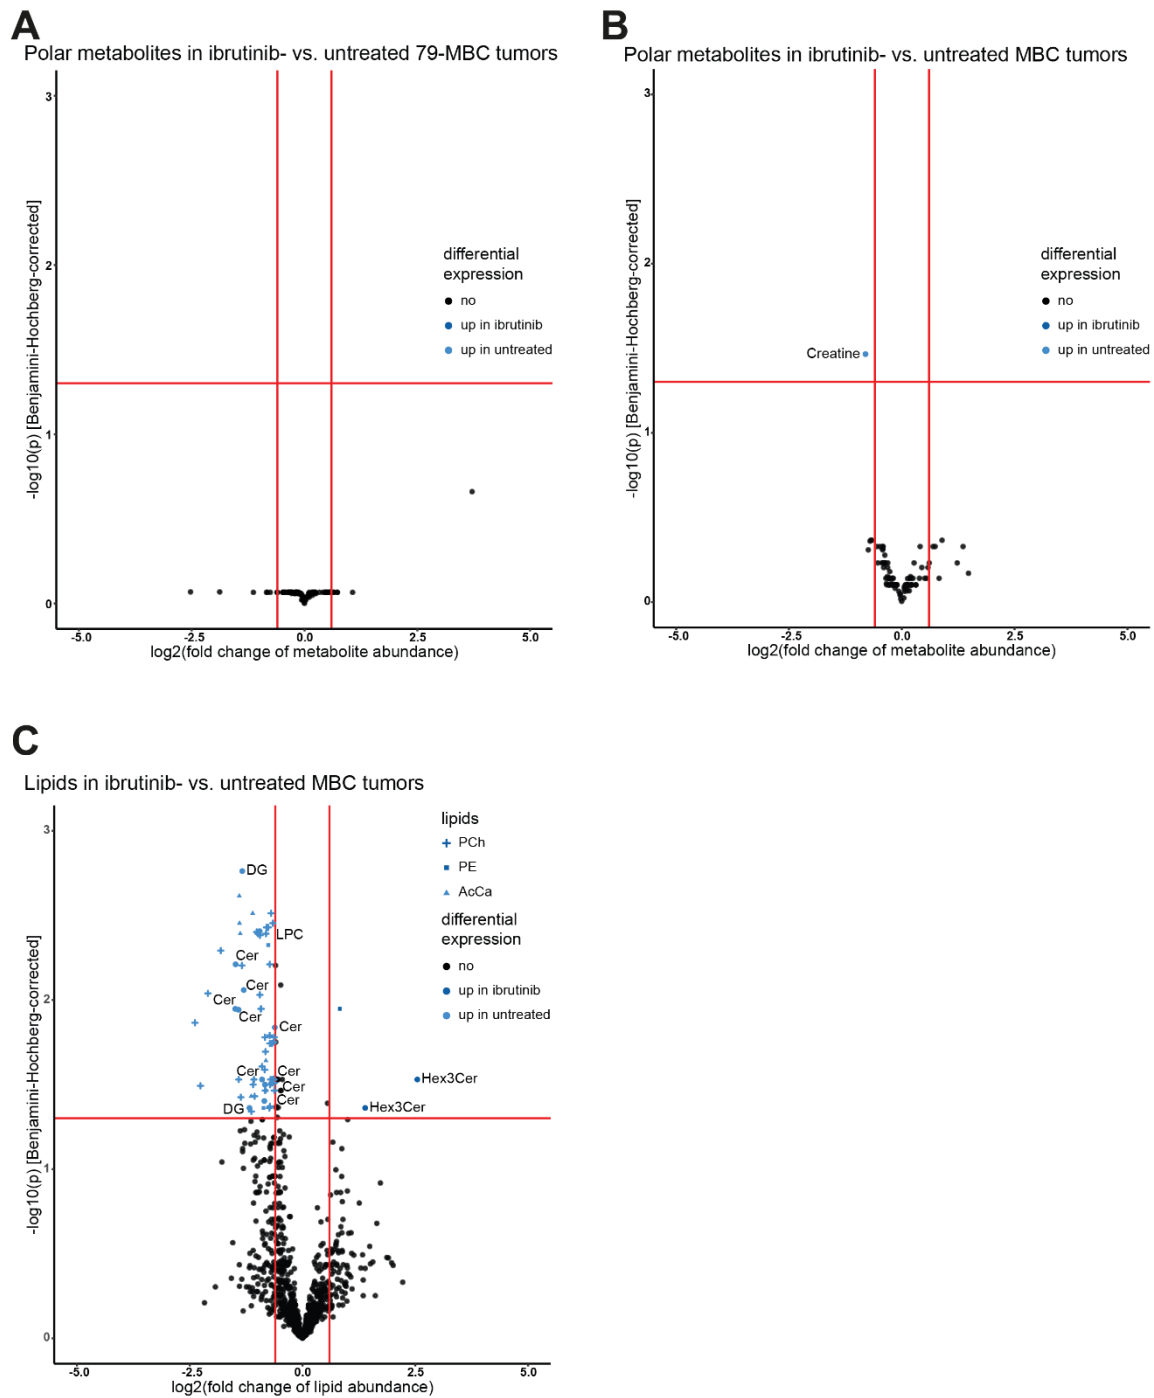 A
Polar metabolites in ibrutinib- vs. untreated 79-MBC tumors
-log10(p) [Benjamini-Hochberg-corrected]
3
2
1
0
differential
expression
no
up in ibrutinib
up in untreated
-5.0
-2.5
0.0
2.5
5.0
log2(fold change of metabolite abundance)
B
Polar metabolites in ibrutinib- vs. untreated MBC tumors
-log10(p) [Benjamini-Hochberg-corrected]
3
2
1
0
differential
expression
no
up in ibrutinib
up in untreated
Creatine
-5.0
-2.5
0.0
2.5
5.0
log2(fold change of metabolite abundance)
C
Lipids in ibrutinib- vs. untreated MBC tumors
-log10(p) [Benjamini-Hochberg-corrected]
3
2
1
0
lipids
PCh
PE
AcCa
differential
expression
no
up in ibrutinib
up in untreated
DG
LPC
Cer
Cer
Cer
Cer
Cer
Cer
Cer
Cer
Cer
DG
Hex3Cer
Hex3Cer
-5.0
-2.5
0.0
2.5
5.0
log2(fold change of lipid abundance)